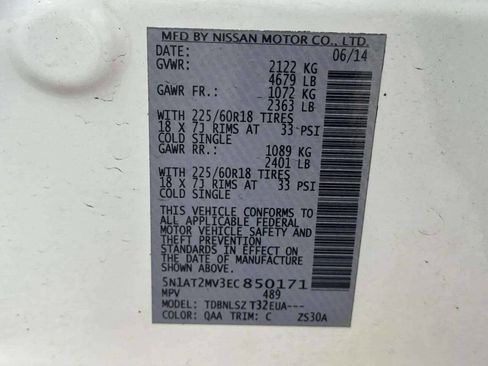 MFD BY NISSAN MOTOR CO., LTD.
DATE: 06/14
GVWR: 2122 KG
4679 LB
GAWR FR.: 1072 KG
2363 LB
WITH 225/60R18 TIRES
18 X 7J RIMS AT 33 PSI
COLD SINGLE
GAWR RR.: 1089 KG
2401 LB
WITH 225/60R18 TIRES
18 X 7J RIMS AT 33 PSI
COLD SINGLE
THIS VEHICLE CONFORMS TO
ALL APPLICABLE FEDERAL
MOTOR VEHICLE SAFETY AND
THEFT PREVENTION
STANDARDS IN EFFECT ON
THE DATE OF MANUFACTURE
SHOWN ABOVE.
5N1AT2MV3EC850171
MPV 489
MODEL: TDBNLSZ T32EUA---
COLOR: QAA TRIM: C ZS30A